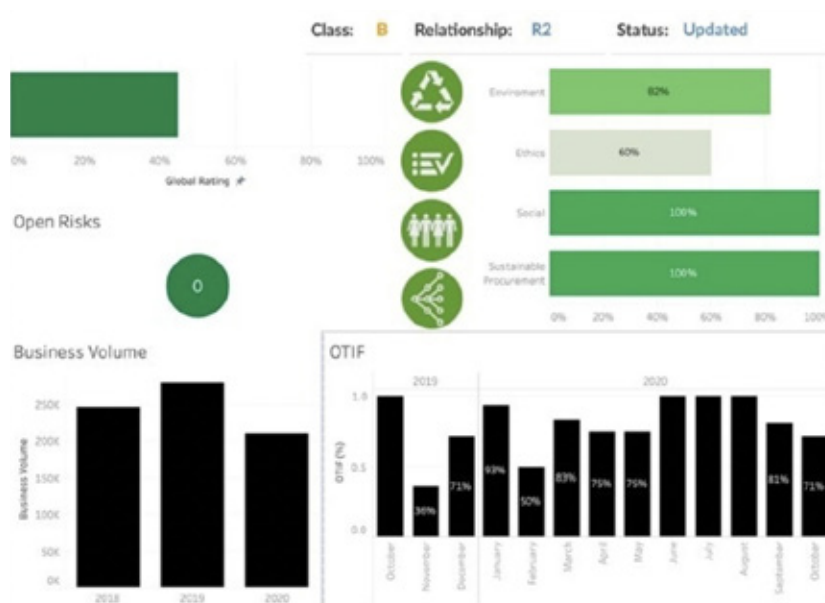 Class: B Relationship: R2 Status: Updated
0% 20% 40% 60% 80% 100%
Global Rating
Enviroment 82%
Ethics 60%
Social 100%
Sustainable
Procurement 100%
0% 20% 40% 60% 80% 100%
Open Risks
0
Business Volume
250K
200K
150K
100K
50K
0K
Business Volume
2018 2019 2020
OTIF
2019 2020
1.0
0.5
0.0
OTIF (%)
36% 71% 93% 50% 83% 75% 75% 81% 71%
October November December January February March April May June July August September October